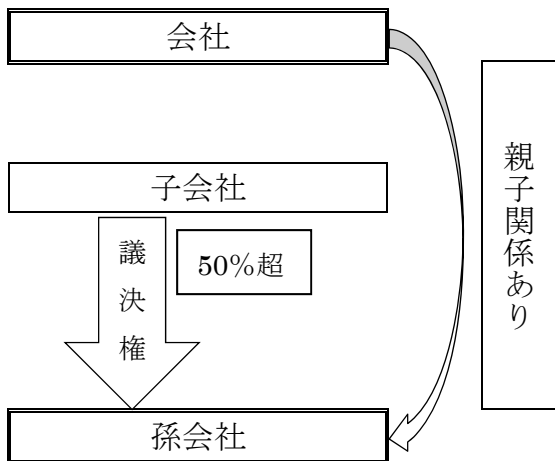 会社
子会社
議決権
50%超
孫会社
親子関係あり